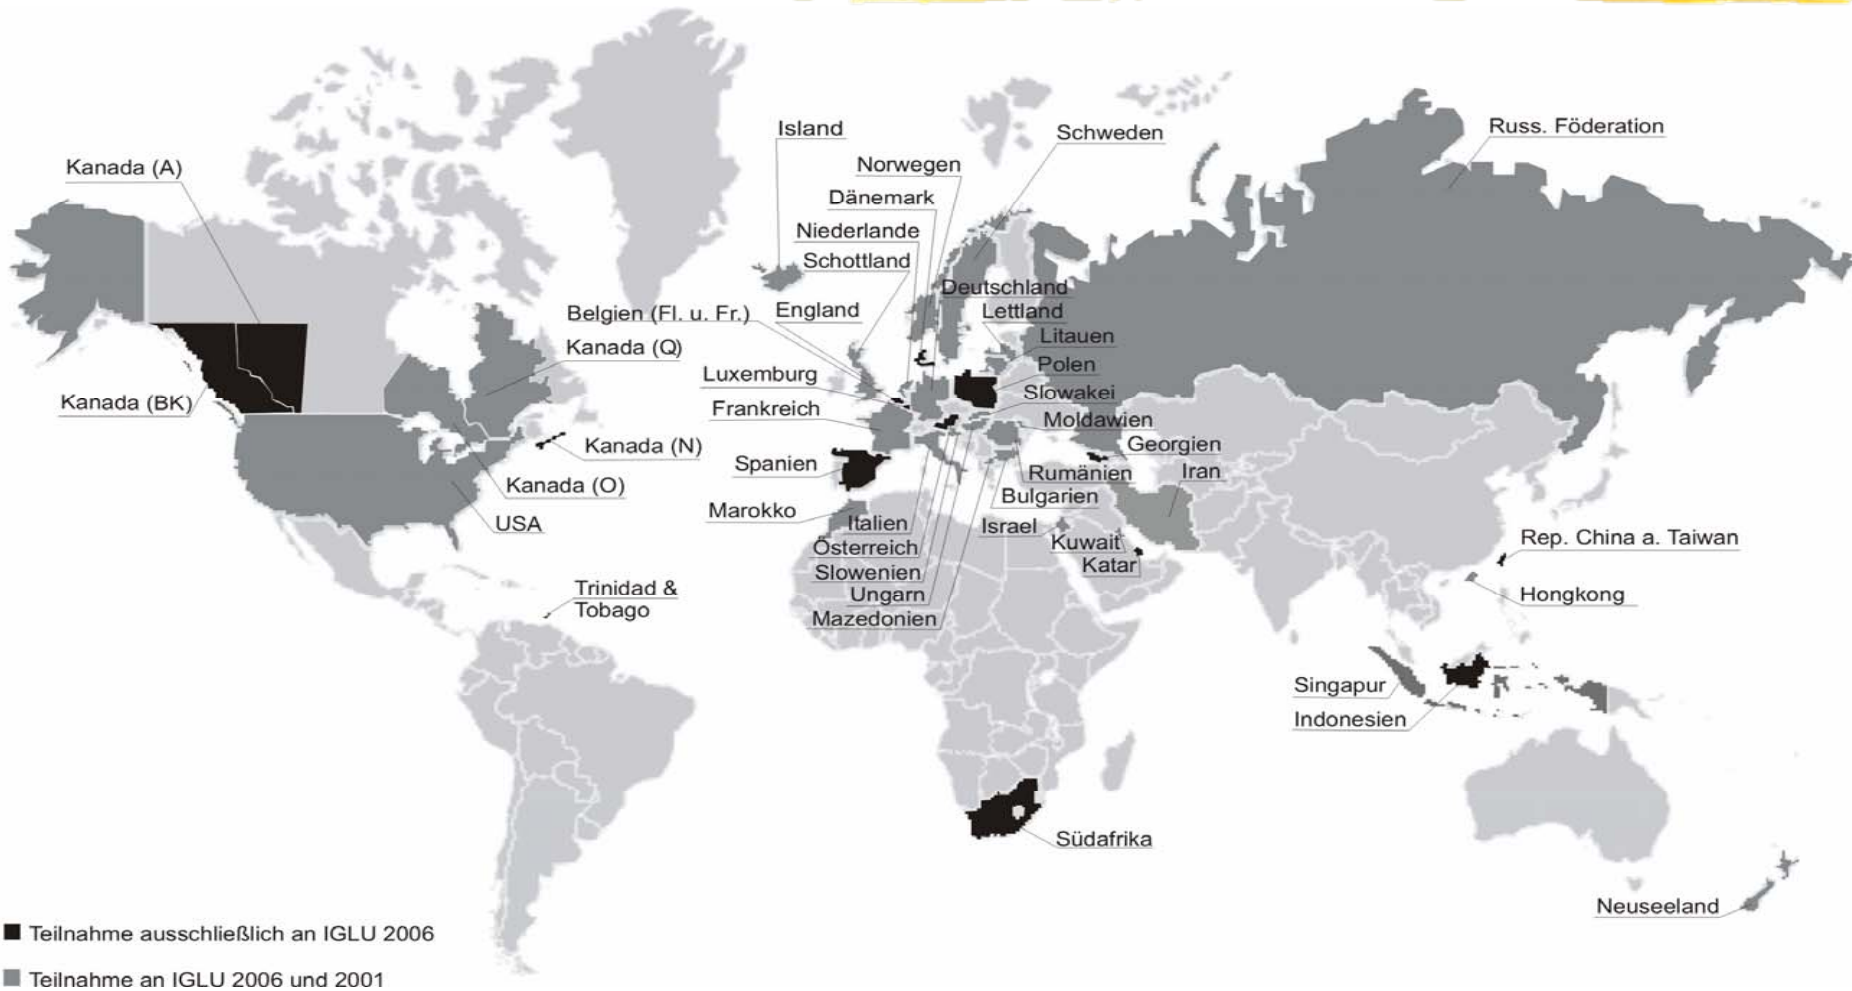 Island
Schweden
Russ. Föderation
Kanada (A)
Norwegen
Dänemark
Niederlande
Schottland
Deutschland
Belgien (Fl. u. Fr.)
England
Lettland
Kanada (Q)
Litauen
Luxemburg
Polen
Kanada (BK)
Slowakei
Frankreich
Moldawien
Kanada (N)
Georgien
Spanien
Rumänien
Iran
Kanada (O)
Bulgarien
Marokko
USA
Italien
Israel
Rep. China a. Taiwan
Österreich
Kuwait
Slowenien
Katar
Trinidad &
Tobago
Ungarn
Hongkong
Mazedonien
Singapur
Indonesien
Südafrika
Neuseeland
Teilnahme ausschließlich an IGLU 2006
Teilnahme an IGLU 2006 und 2001